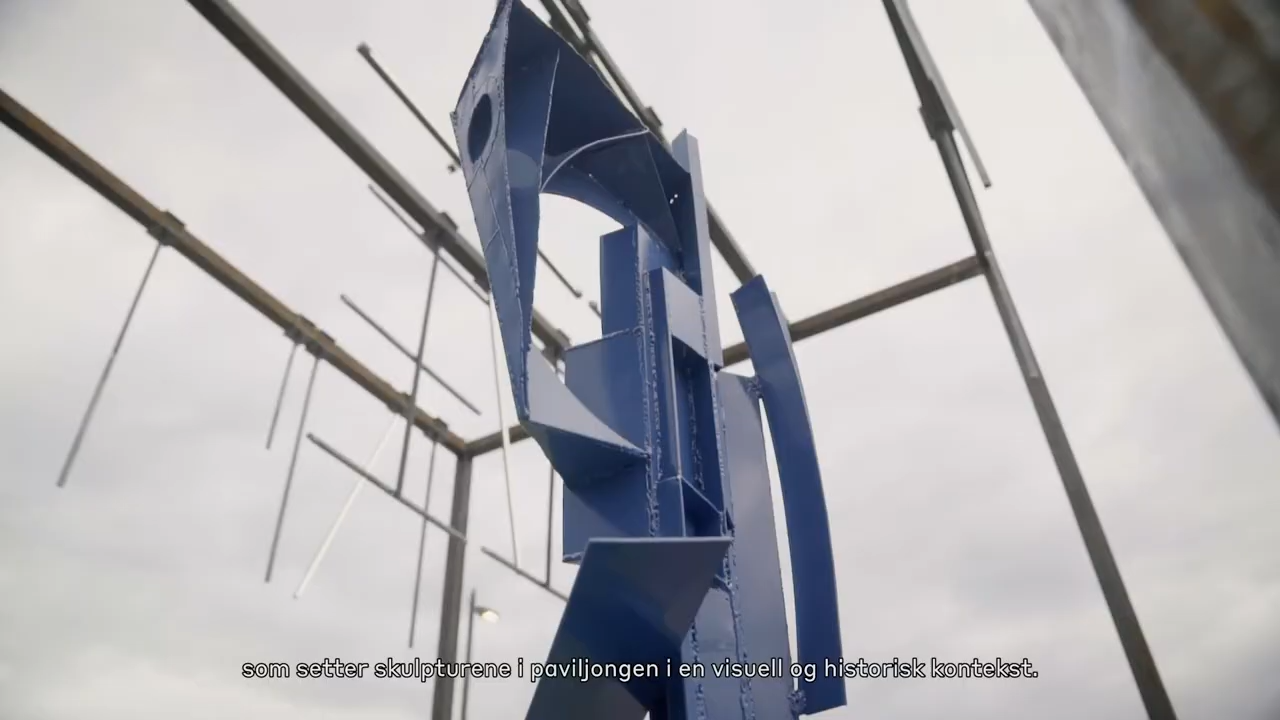 som setter skulpturene i paviljongen i en visuell og historisk kontekst.